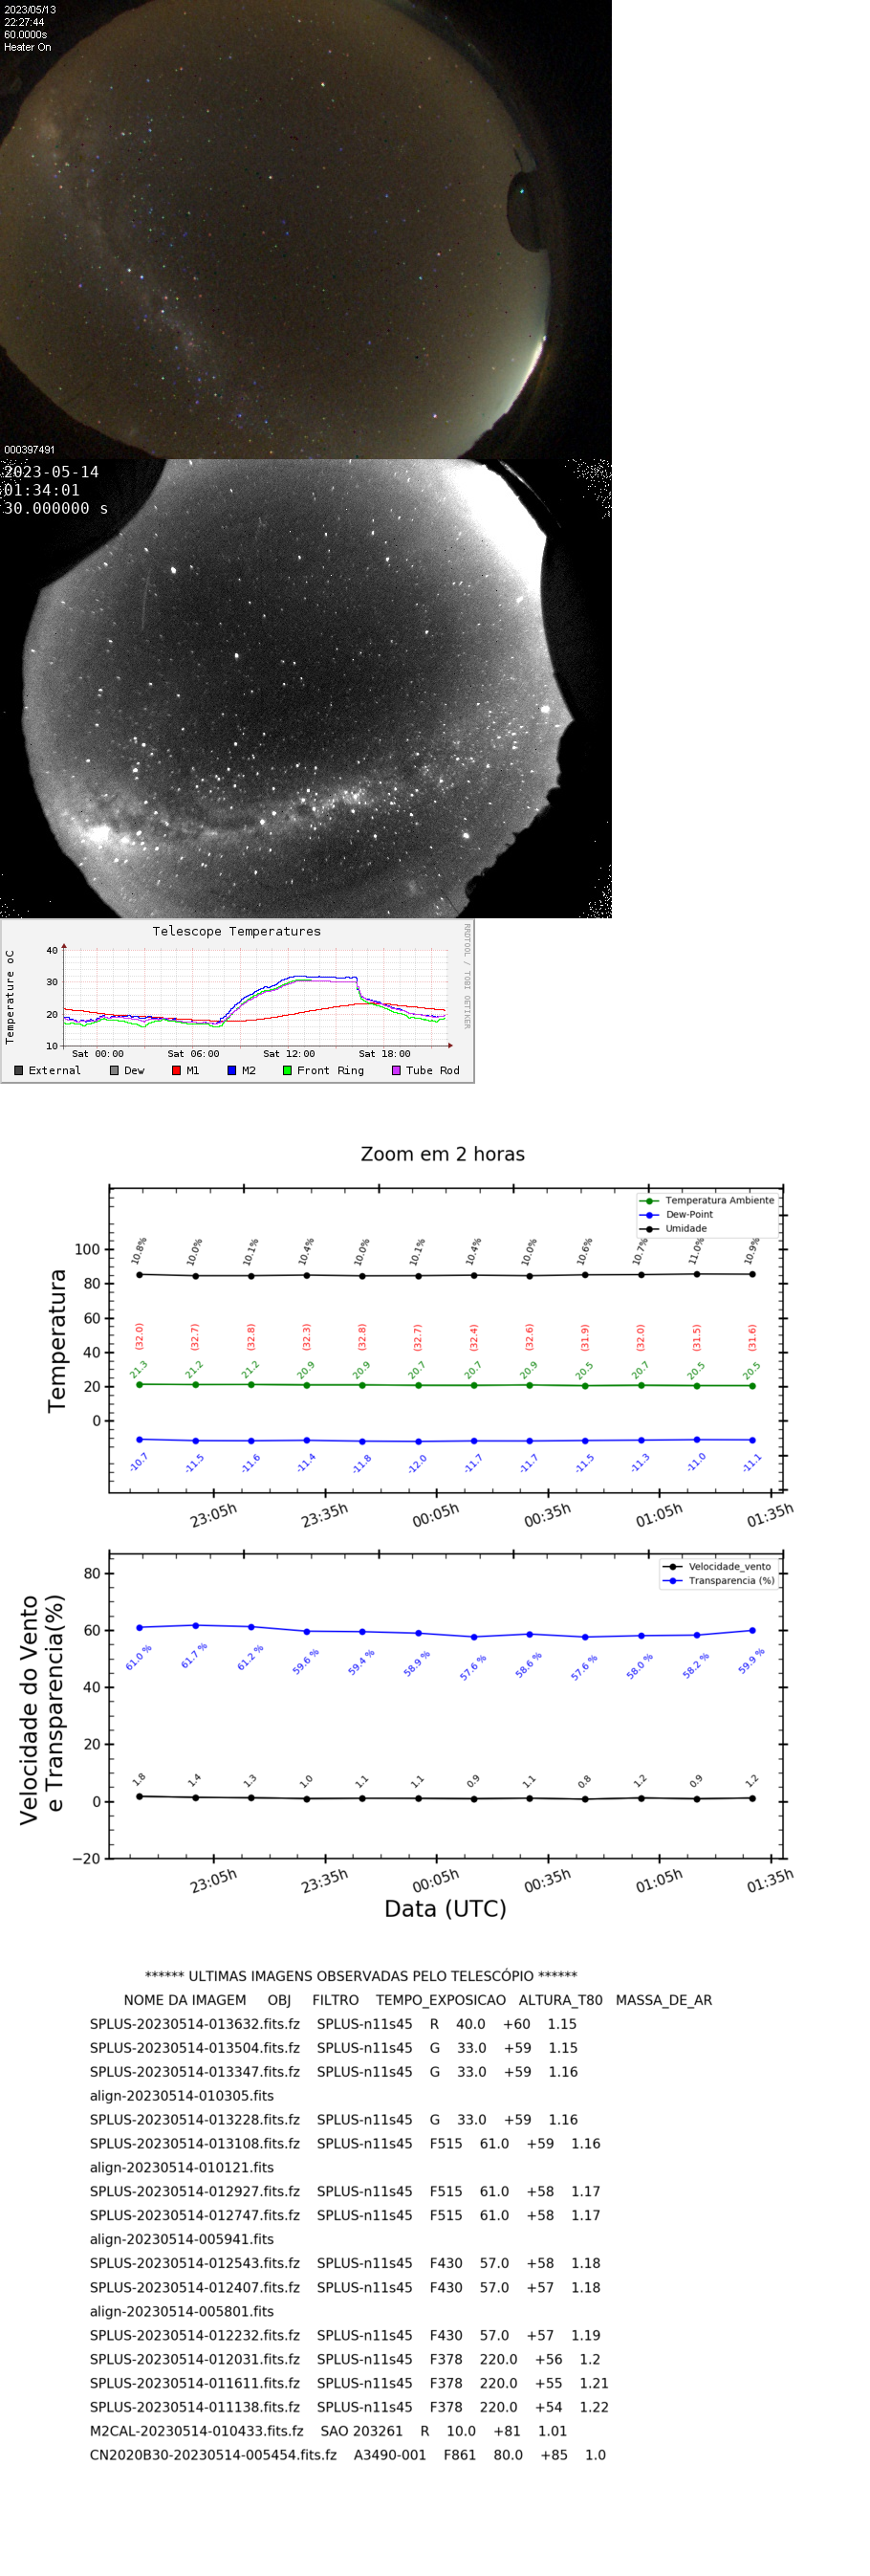 2023/05/13
22:27:44
60.0000s
Heater On
000397491
2023-05-14
01:34:01
30.000000 s
Telescope Temperatures
RRDTOOL / TOBI OETIKER
Temperature oC
40
30
20
10
Sat 00:00 Sat 06:00 Sat 12:00 Sat 18:00
External Dew M1 M2 Front Ring Tube Rod
Zoom em 2 horas
Temperatura Ambiente
Dew-Point
Umidade
Temperatura
100
80
60
40
20
0
10.8% 10.0% 10.1% 10.4% 10.0% 10.1% 10.4% 10.0% 10.6% 10.7% 11.0% 10.9%
(32.0) (32.7) (32.8) (32.3) (32.8) (32.7) (32.4) (32.6) (31.9) (32.0) (31.5) (31.6)
21.3 21.2 21.2 20.9 20.9 20.7 20.7 20.9 20.5 20.7 20.5 20.5
-10.7 -11.5 -11.6 -11.4 -11.8 -12.0 -11.7 -11.7 -11.5 -11.3 -11.0 -11.1
23:05h 23:35h 00:05h 00:35h 01:05h 01:35h
Velocidade_vento
Transparencia (%)
Velocidade do Vento
e Transparencia(%)
80
60
40
20
0
−20
61.0 % 61.7 % 61.2 % 59.6 % 59.4 % 58.9 % 57.6 % 58.6 % 57.6 % 58.0 % 58.2 % 59.9 %
1.8 1.4 1.3 1.0 1.1 1.1 0.9 1.1 0.8 1.2 0.9 1.2
23:05h 23:35h 00:05h 00:35h 01:05h 01:35h
Data (UTC)
****** ULTIMAS IMAGENS OBSERVADAS PELO TELESCÓPIO ******
NOME DA IMAGEM OBJ FILTRO TEMPO_EXPOSICAO ALTURA_T80 MASSA_DE_AR
SPLUS-20230514-013632.fits.fz SPLUS-n11s45 R 40.0 +60 1.15
SPLUS-20230514-013504.fits.fz SPLUS-n11s45 G 33.0 +59 1.15
SPLUS-20230514-013347.fits.fz SPLUS-n11s45 G 33.0 +59 1.16
align-20230514-010305.fits
SPLUS-20230514-013228.fits.fz SPLUS-n11s45 G 33.0 +59 1.16
SPLUS-20230514-013108.fits.fz SPLUS-n11s45 F515 61.0 +59 1.16
align-20230514-010121.fits
SPLUS-20230514-012927.fits.fz SPLUS-n11s45 F515 61.0 +58 1.17
SPLUS-20230514-012747.fits.fz SPLUS-n11s45 F515 61.0 +58 1.17
align-20230514-005941.fits
SPLUS-20230514-012543.fits.fz SPLUS-n11s45 F430 57.0 +58 1.18
SPLUS-20230514-012407.fits.fz SPLUS-n11s45 F430 57.0 +57 1.18
align-20230514-005801.fits
SPLUS-20230514-012232.fits.fz SPLUS-n11s45 F430 57.0 +57 1.19
SPLUS-20230514-012031.fits.fz SPLUS-n11s45 F378 220.0 +56 1.2
SPLUS-20230514-011611.fits.fz SPLUS-n11s45 F378 220.0 +55 1.21
SPLUS-20230514-011138.fits.fz SPLUS-n11s45 F378 220.0 +54 1.22
M2CAL-20230514-010433.fits.fz SAO 203261 R 10.0 +81 1.01
CN2020B30-20230514-005454.fits.fz A3490-001 F861 80.0 +85 1.0